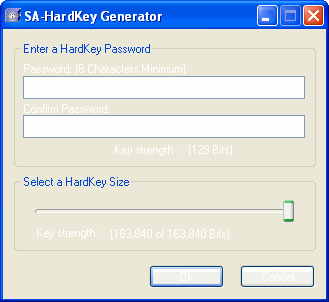 SA-HardKey Generator
Enter a HardKey Password
Password: (8 Characters Minimum)
Confirm Password:
Key strength : (128 Bits)
Select a HardKey Size
Key strength : (163,840 of 163,840 Bits)
Ok Cancel